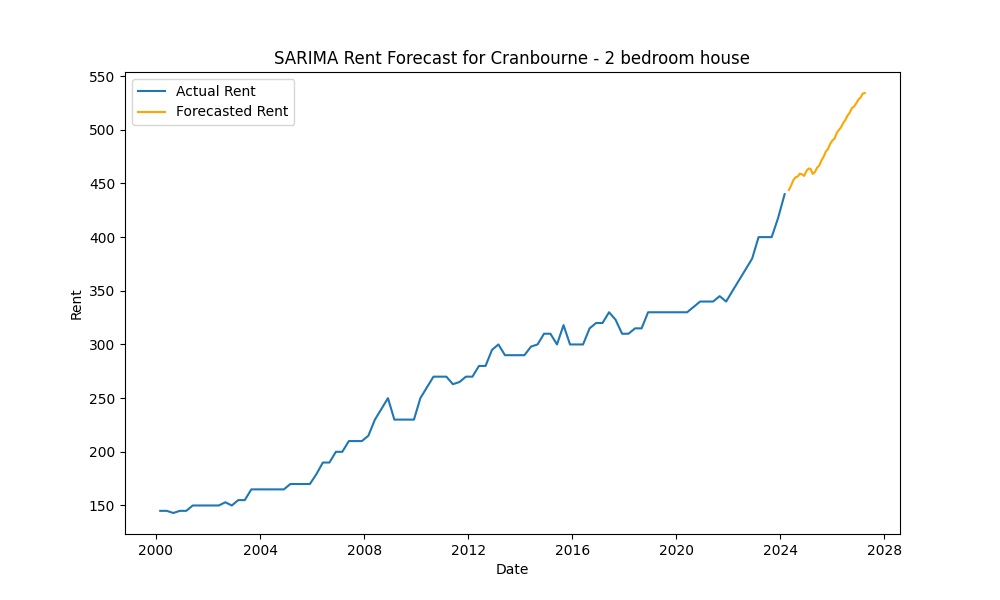 SARIMA Rent Forecast for Cranbourne - 2 bedroom house
Actual Rent
Forecasted Rent
550
500
450
400
350
300
250
200
150
Rent
2000 2004 2008 2012 2016 2020 2024 2028
Date